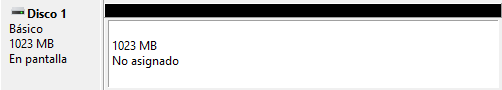 Disco 1
Básico
1023 MB
En pantalla
1023 MB
No asignado